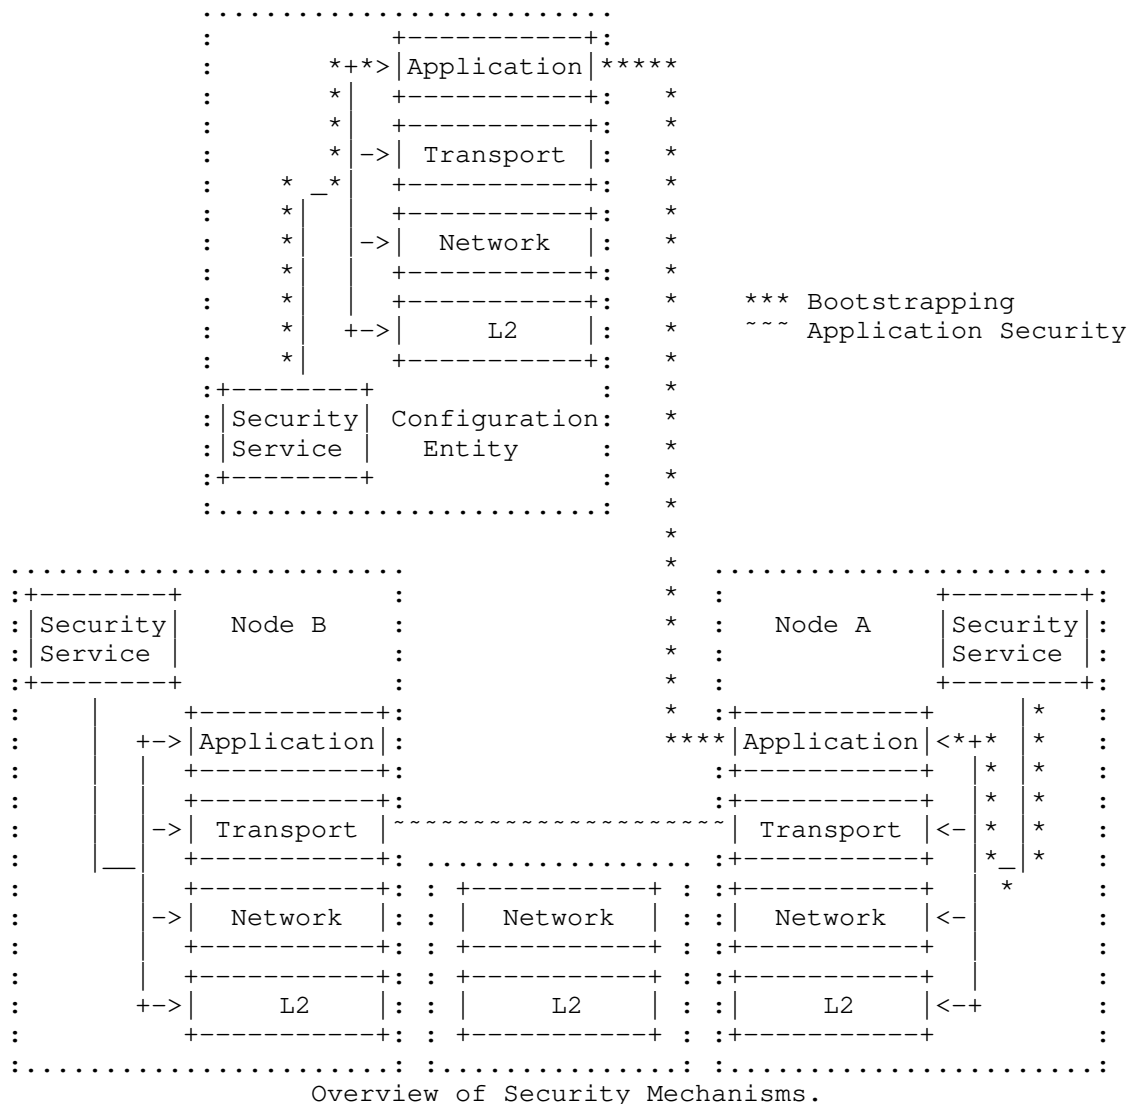 Application
Transport
Network
*** Bootstrapping
L2
~~~ Application Security
Security Configuration
Service Entity
Security Node B Node A Security
Service Service
Application Application
Transport Transport
Network Network Network
L2 L2 L2
Overview of Security Mechanisms.